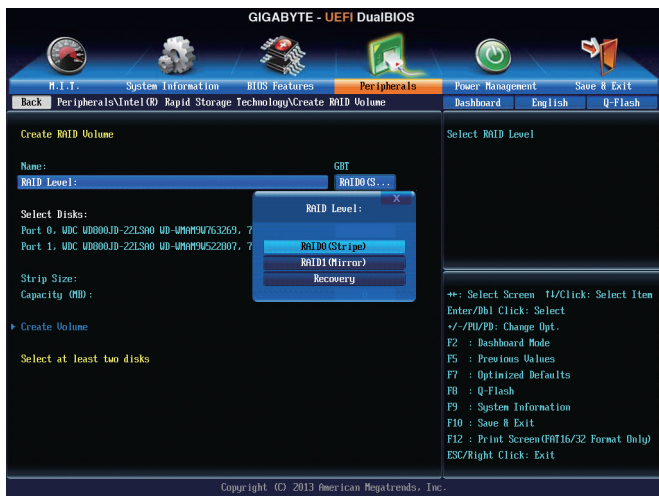 GIGABYTE - UEFI DualBIOS
M.I.T. System Information BIOS Features Peripherals Power Management Save & Exit
Back Peripherals\Intel(R) Rapid Storage Technology\Create RAID Volume Dashboard English Q-Flash
Create RAID Volume
Name: GBT
RAID Level: RAID0(S...
Select Disks:
Port 0, WDC WD800JD-22LSA0 WD-WMAM9W763269, 7
Port 1, WDC WD800JD-22LSA0 WD-WMAM9W522807, 7
Strip Size:
Capacity (MB):
Create Volume
Select at least two disks
X
RAID Level:
RAID0(Stripe)
RAID1(Mirror)
Recovery
Select RAID Level
→←: Select Screen ↑↓/Click: Select Item
Enter/Dbl Click: Select
+/-/PU/PD: Change Opt.
F2 : Dashboard Mode
F5 : Previous Values
F7 : Optimized Defaults
F8 : Q-Flash
F9 : System Information
F10 : Save & Exit
F12 : Print Screen(FAT16/32 Format Only)
ESC/Right Click: Exit
Copyright (C) 2013 American Megatrends, Inc.